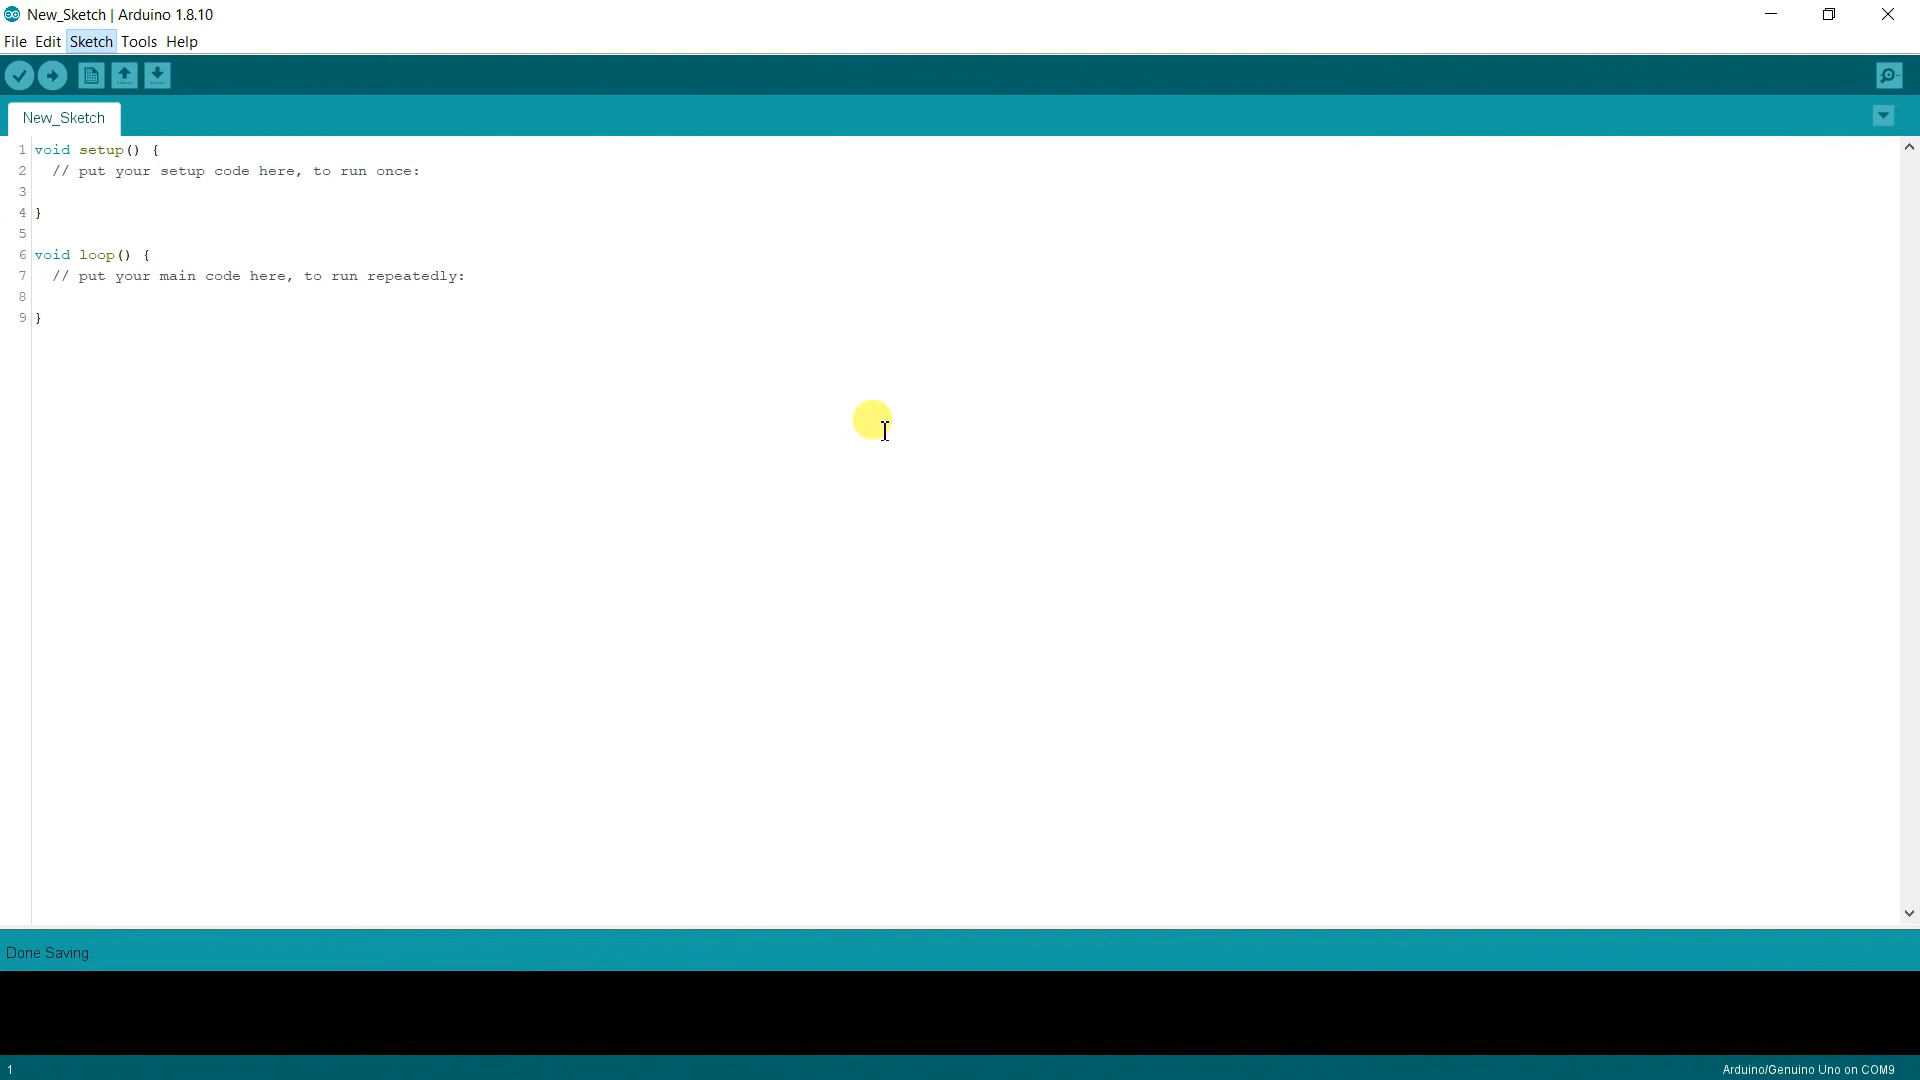 New_Sketch | Arduino 1.8.10
File Edit Sketch Tools Help
New_Sketch
1 void setup() {
2 // put your setup code here, to run once:
3
4 }
5
6 void loop() {
7 // put your main code here, to run repeatedly:
8
9 }
Done Saving.
1 Arduino/Genuino Uno on COM9